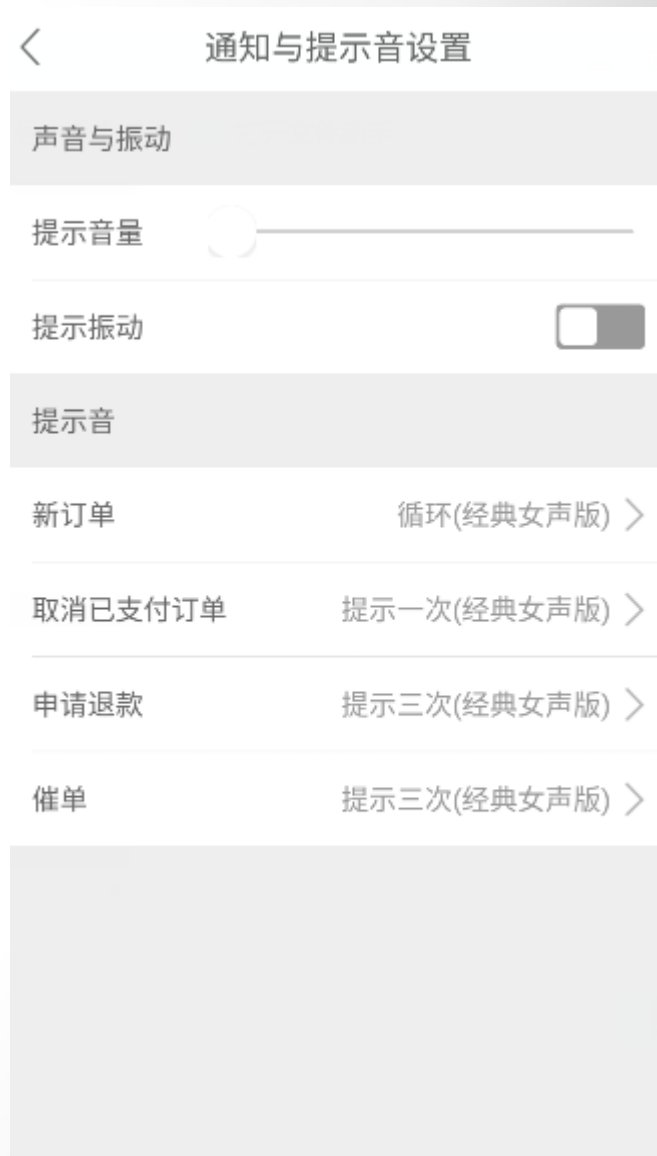 通知与提示音设置
声音与振动
提示音量
提示振动
提示音
新订单 循环(经典女声版)
取消已支付订单 提示一次(经典女声版)
申请退款 提示三次(经典女声版)
催单 提示三次(经典女声版)